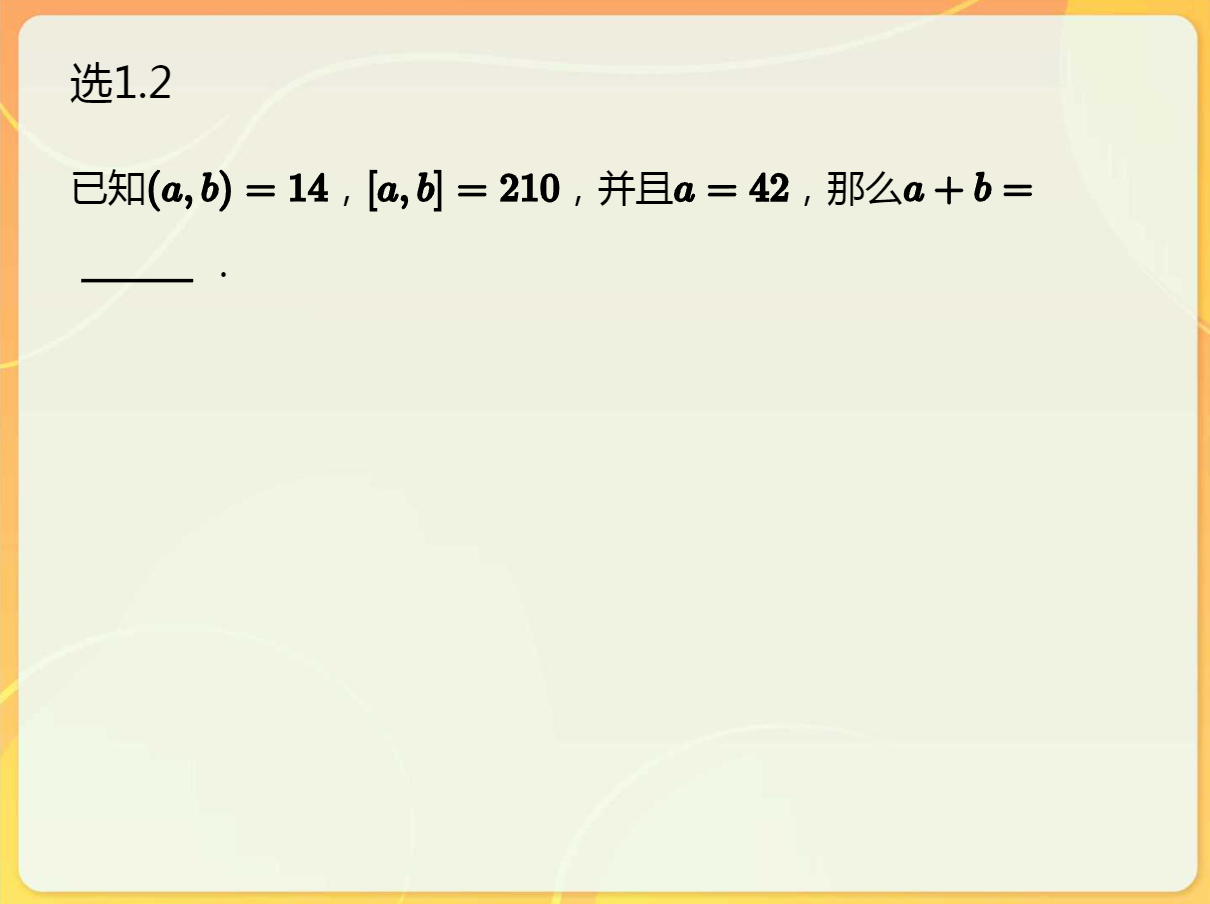 选1.2
已知(a, b) = 14，[a, b] = 210，并且a = 42，那么a + b =
______ .